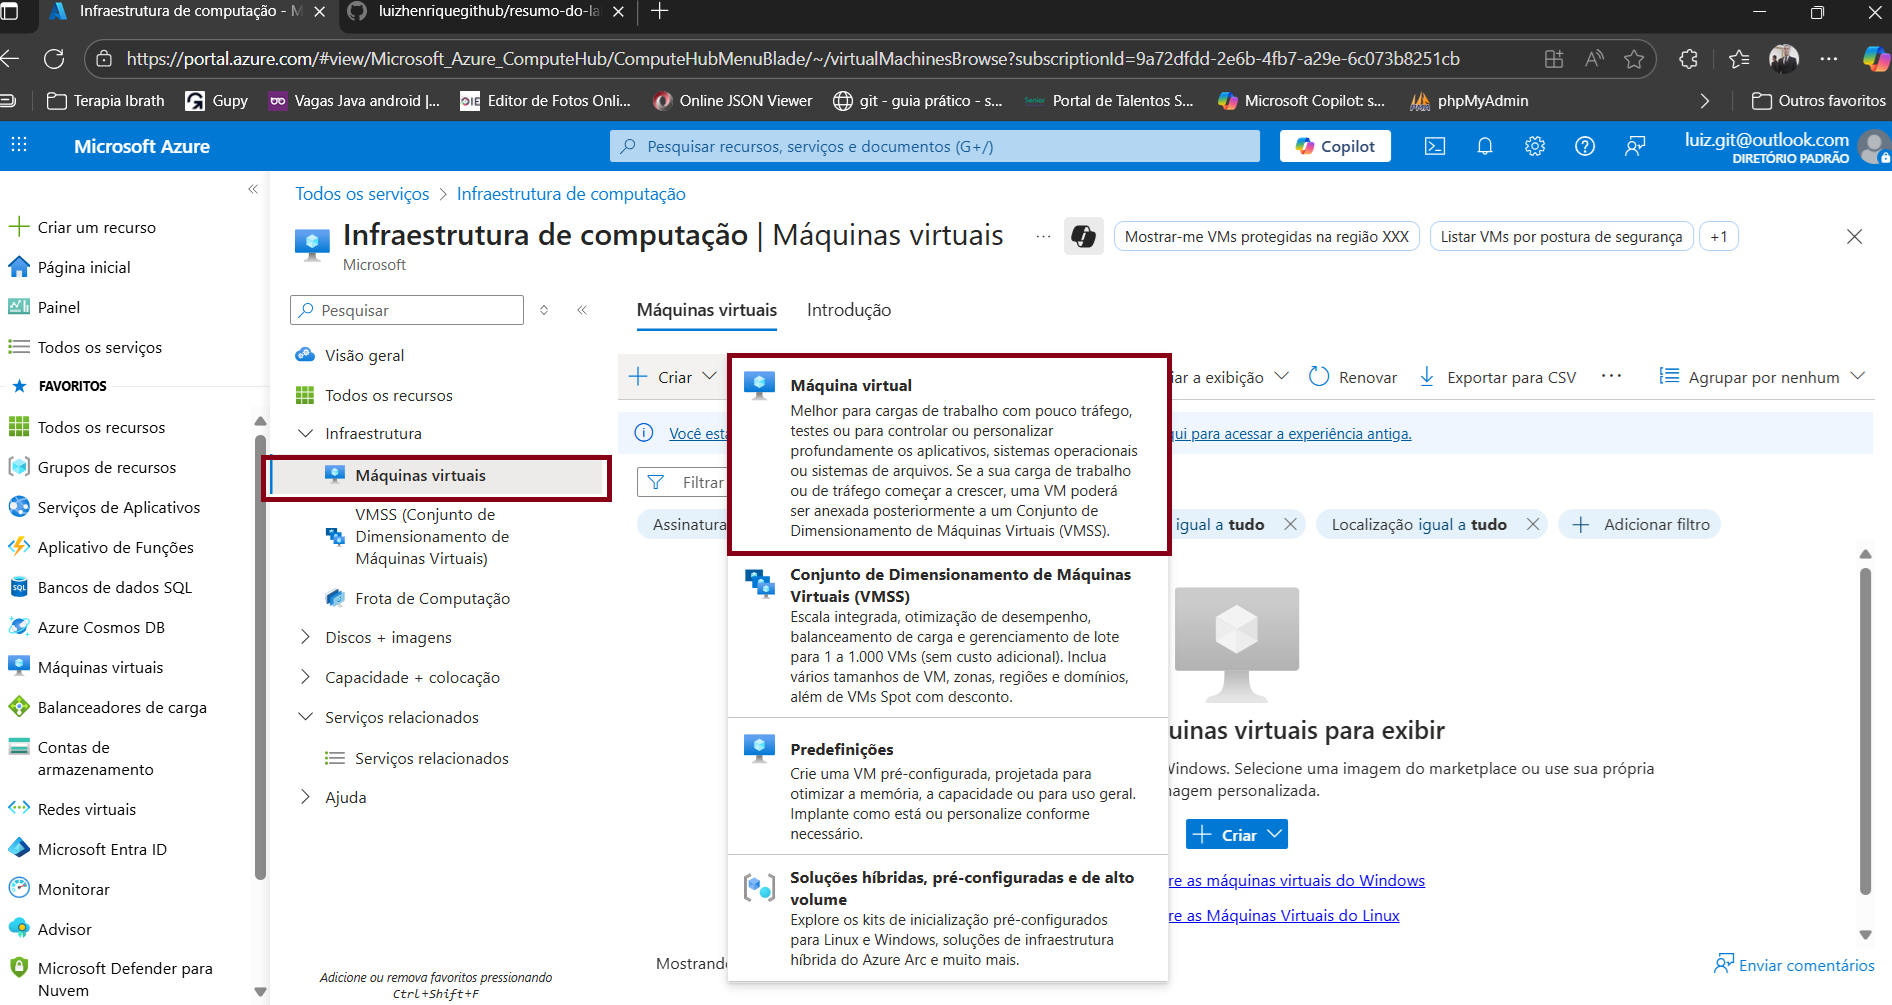 Infraestrutura de computação - M
luizhenriquegithub/resumo-do-la
https://portal.azure.com/#view/Microsoft_Azure_ComputeHub/ComputeHubMenuBlade/~/virtualMachinesBrowse?subscriptionId=9a72dfdd-2e6b-4fb7-a29e-6c073b8251cb
Terapia Ibrath
Gupy
Vagas Java android |...
Editor de Fotos Onli...
Online JSON Viewer
git - guia prático - s...
Portal de Talentos S...
Microsoft Copilot: s...
phpMyAdmin
Outros favoritos
Microsoft Azure
Pesquisar recursos, serviços e documentos (G+/)
Copilot
luiz.git@outlook.com
DIRETÓRIO PADRÃO
Criar um recurso
Página inicial
Painel
Todos os serviços
FAVORITOS
Todos os recursos
Grupos de recursos
Serviços de Aplicativos
Aplicativo de Funções
Bancos de dados SQL
Azure Cosmos DB
Máquinas virtuais
Balanceadores de carga
Contas de
armazenamento
Redes virtuais
Microsoft Entra ID
Monitorar
Advisor
Microsoft Defender para
Nuvem
Todos os serviços > Infraestrutura de computação
Infraestrutura de computação | Máquinas virtuais
Microsoft
Mostrar-me VMs protegidas na região XXX
Listar VMs por postura de segurança
+1
Pesquisar
Visão geral
Todos os recursos
Infraestrutura
Máquinas virtuais
VMSS (Conjunto de
Dimensionamento de
Máquinas Virtuais)
Frota de Computação
Discos + imagens
Capacidade + colocação
Serviços relacionados
Serviços relacionados
Ajuda
Adicione ou remova favoritos pressionando
Ctrl+Shift+F
Máquinas virtuais
Introdução
Criar
iar a exibição
Renovar
Exportar para CSV
Agrupar por nenhum
Você esta
qui para acessar a experiência antiga.
Filtrar
Assinatura
igual a tudo
Localização igual a tudo
Adicionar filtro
Máquina virtual
Melhor para cargas de trabalho com pouco tráfego,
testes ou para controlar ou personalizar
profundamente os aplicativos, sistemas operacionais
ou sistemas de arquivos. Se a sua carga de trabalho
ou de tráfego começar a crescer, uma VM poderá
ser anexada posteriormente a um Conjunto de
Dimensionamento de Máquinas Virtuais (VMSS).
Conjunto de Dimensionamento de Máquinas
Virtuais (VMSS)
Escala integrada, otimização de desempenho,
balanceamento de carga e gerenciamento de lote
para 1 a 1.000 VMs (sem custo adicional). Inclua
vários tamanhos de VM, zonas, regiões e domínios,
além de VMs Spot com desconto.
Predefinições
Crie uma VM pré-configurada, projetada para
otimizar a memória, a capacidade ou para uso geral.
Implante como está ou personalize conforme
necessário.
Soluções híbridas, pré-configuradas e de alto
volume
Explore os kits de inicialização pré-configurados
para Linux e Windows, soluções de infraestrutura
híbrida do Azure Arc e muito mais.
uinas virtuais para exibir
Windows. Selecione uma imagem do marketplace ou use sua própria
nagem personalizada.
Criar
re as máquinas virtuais do Windows
re as Máquinas Virtuais do Linux
Mostrand
Enviar comentários